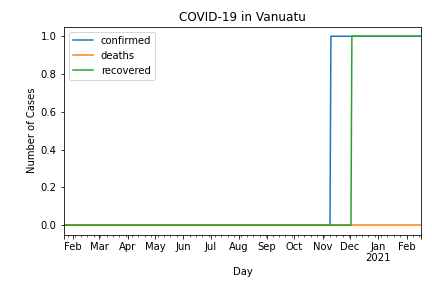 COVID-19 in Vanuatu
confirmed
deaths
recovered
1.0
0.8
0.6
0.4
0.2
0.0
Number of Cases
Feb Mar Apr May Jun Jul Aug Sep Oct Nov Dec Jan Feb
2021
Day